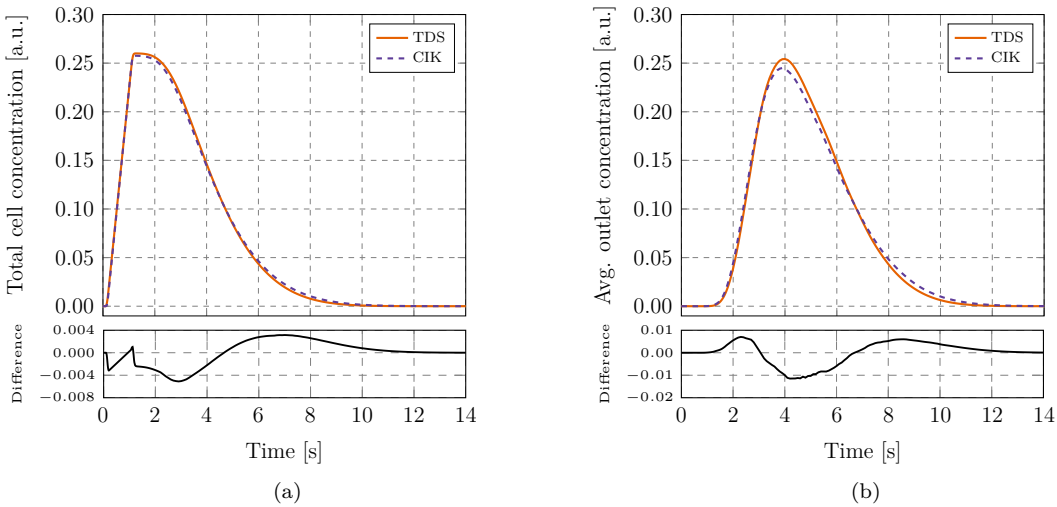 Total cell concentration [a.u.]
0.30
0.25
0.20
0.15
0.10
0.05
0.00
TDS
CIK
Difference
0.004
0.000
−0.004
−0.008
0 2 4 6 8 10 12 14
Time [s]
(a)
Avg. outlet concentration [a.u.]
0.30
0.25
0.20
0.15
0.10
0.05
0.00
TDS
CIK
Difference
0.01
0.00
−0.01
−0.02
0 2 4 6 8 10 12 14
Time [s]
(b)